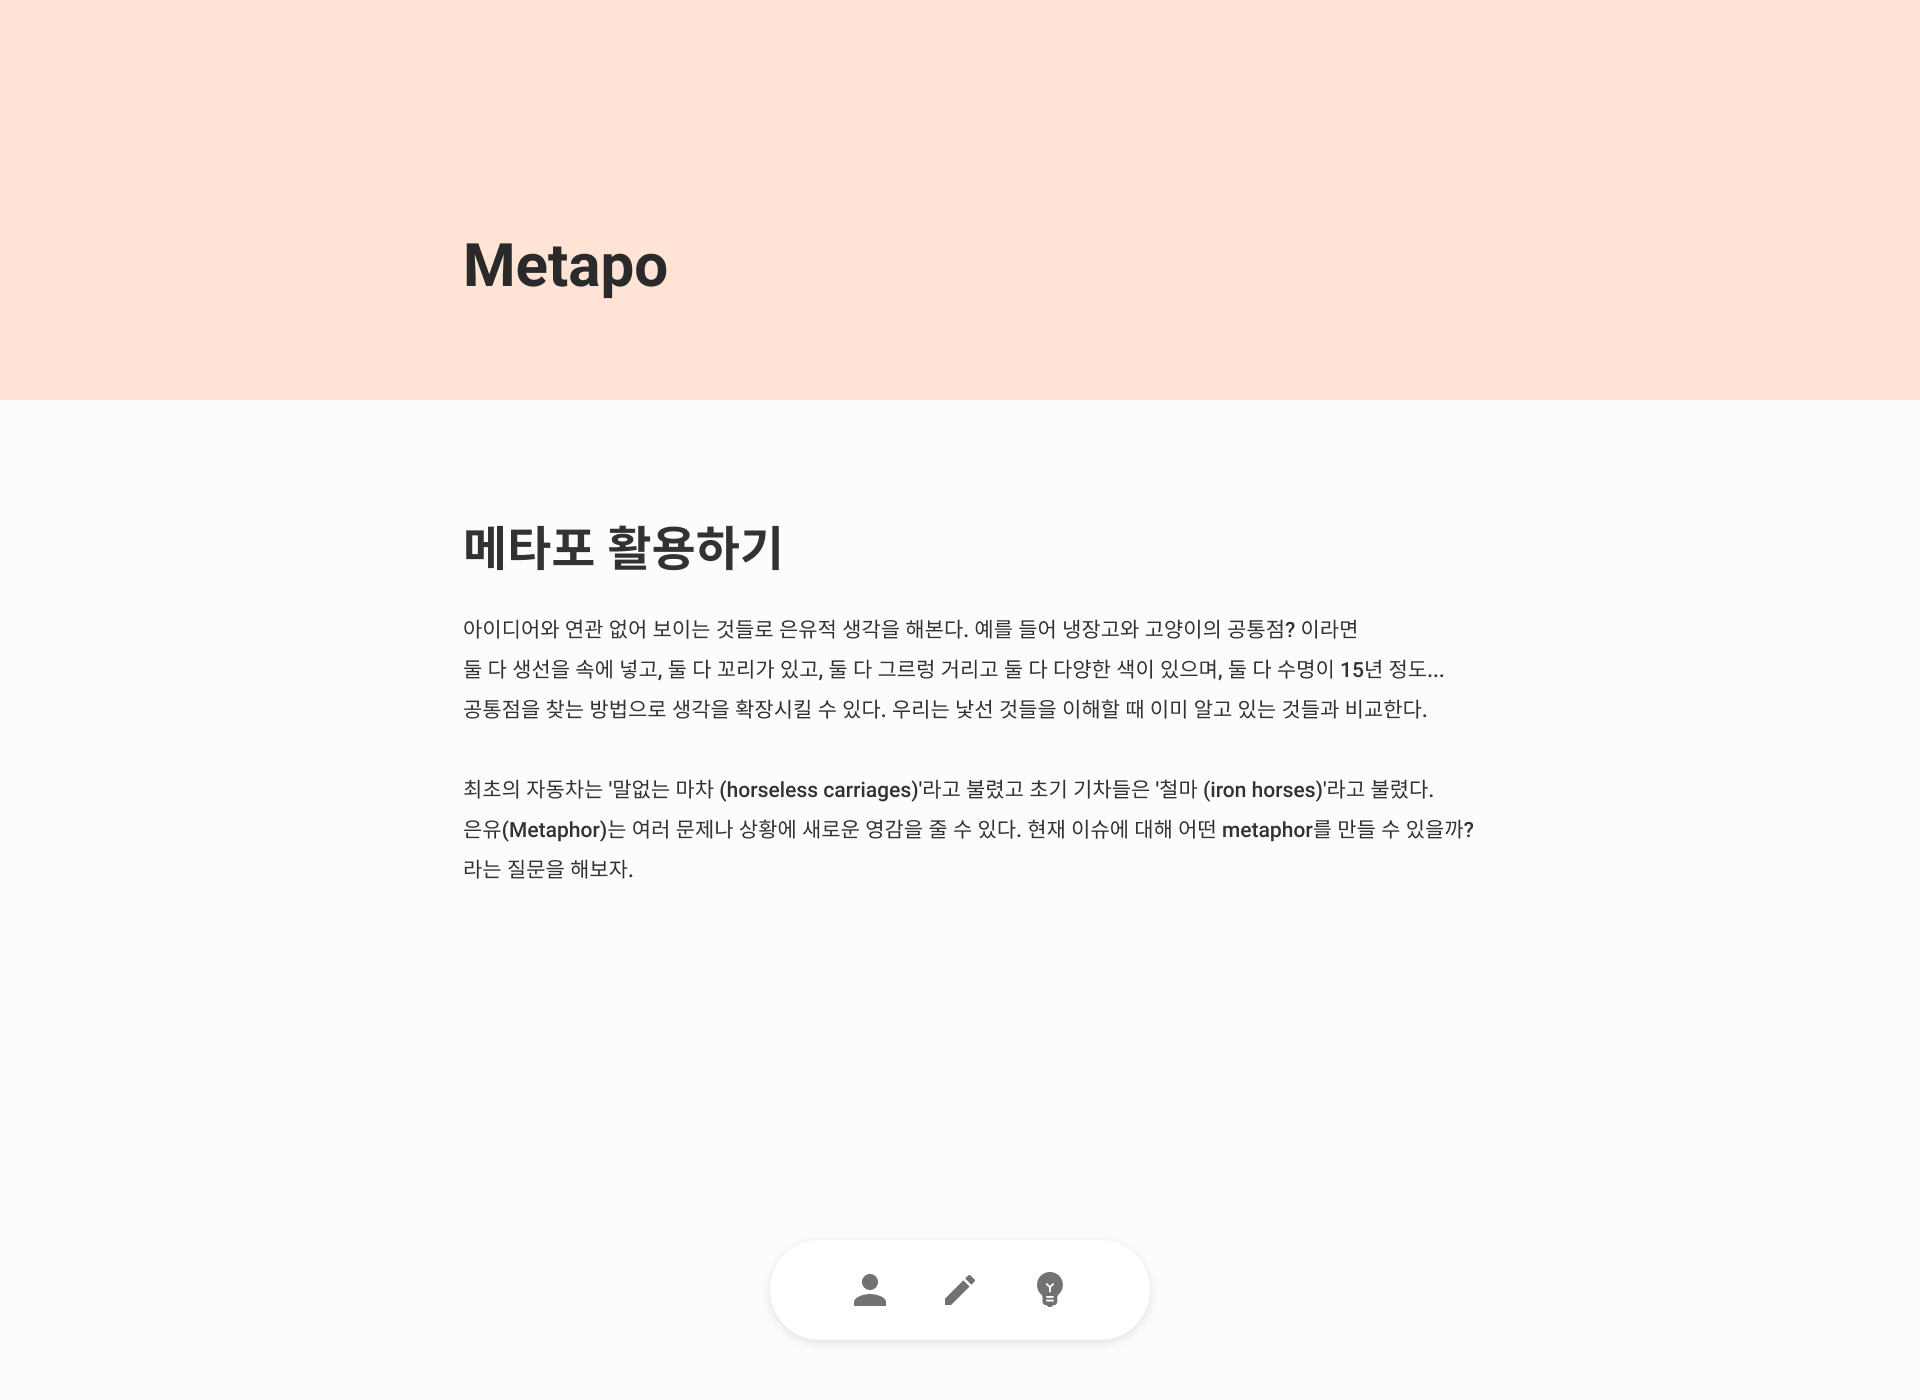 Metapo
메타포 활용하기
아이디어와 연관 없어 보이는 것들로 은유적 생각을 해본다. 예를 들어 냉장고와 고양이의 공통점? 이라면
둘 다 생선을 속에 넣고, 둘 다 꼬리가 있고, 둘 다 그르렁 거리고 둘 다 다양한 색이 있으며, 둘 다 수명이 15년 정도...
공통점을 찾는 방법으로 생각을 확장시킬 수 있다. 우리는 낯선 것들을 이해할 때 이미 알고 있는 것들과 비교한다.
최초의 자동차는 '말없는 마차 (horseless carriages)'라고 불렸고 초기 기차들은 '철마 (iron horses)'라고 불렸다.
은유(Metaphor)는 여러 문제나 상황에 새로운 영감을 줄 수 있다. 현재 이슈에 대해 어떤 metaphor를 만들 수 있을까?
라는 질문을 해보자.